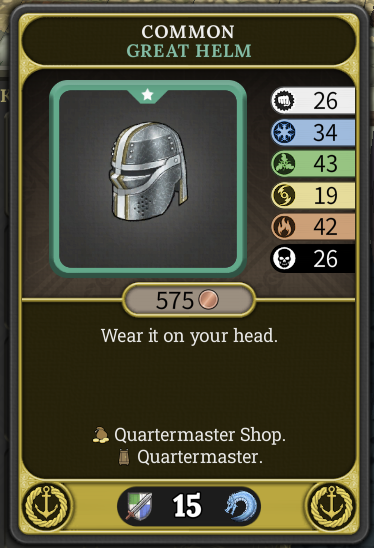 COMMON
GREAT HELM
26
34
43
19
42
26
575
Wear it on your head.
Quartermaster Shop.
Quartermaster.
15